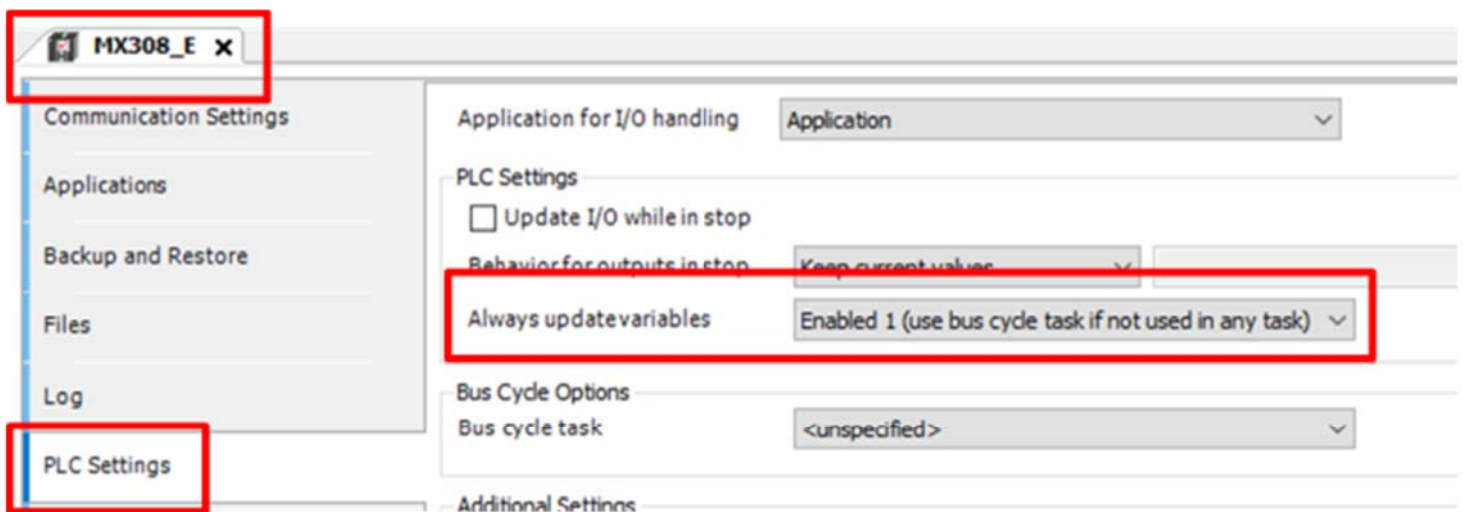 MX308_E
Communication Settings
Applications
Backup and Restore
Files
Log
PLC Settings
Application for I/O handling Application
PLC Settings
Update I/O while in stop
Behavior for outputs in stop Keep current values
Always update variables Enabled 1 (use bus cycle task if not used in any task)
Bus Cycle Options
Bus cycle task <unspecified>
Additional Settings